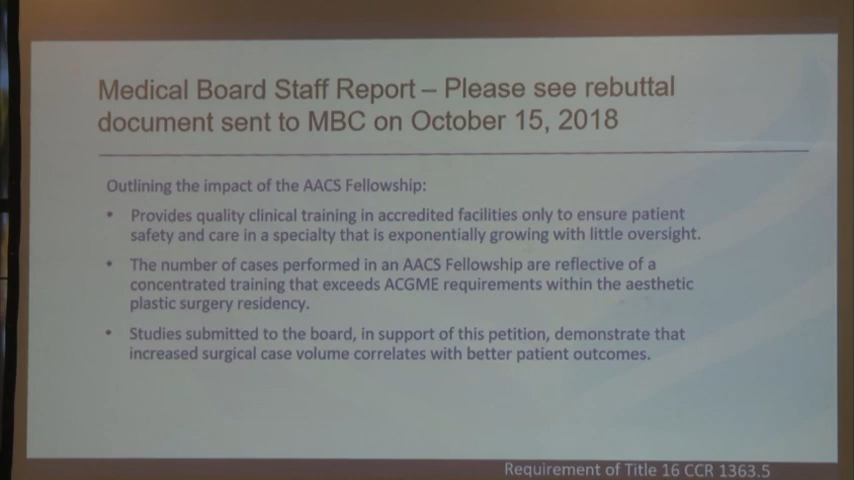 Medical Board Staff Report – Please see rebuttal
document sent to MBC on October 15, 2018
Outlining the impact of the AACS Fellowship:
• Provides quality clinical training in accredited facilities only to ensure patient
safety and care in a specialty that is exponentially growing with little oversight.
• The number of cases performed in an AACS Fellowship are reflective of a
concentrated training that exceeds ACGME requirements within the aesthetic
plastic surgery residency.
• Studies submitted to the board, in support of this petition, demonstrate that
increased surgical case volume correlates with better patient outcomes.
Requirement of Title 16 CCR 1363.5